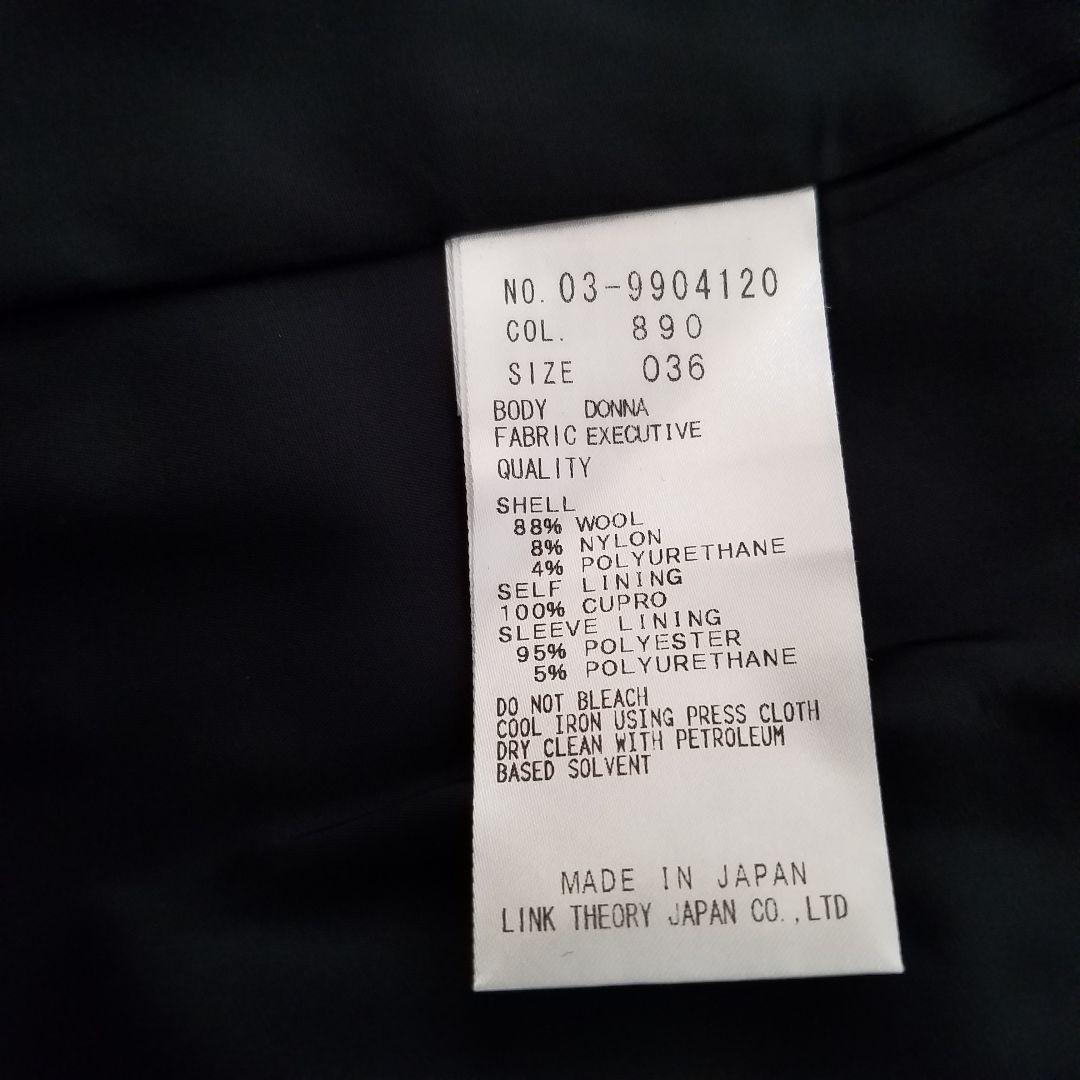 NO. 03-9904120
COL. 890
SIZE 036
BODY DONNA
FABRIC EXECUTIVE
QUALITY
SHELL
88% WOOL
8% NYLON
4% POLYURETHANE
SELF LINING
100% CUPRO
SLEEVE LINING
95% POLYESTER
5% POLYURETHANE
DO NOT BLEACH
COOL IRON USING PRESS CLOTH
DRY CLEAN WITH PETROLEUM
BASED SOLVENT
MADE IN JAPAN
LINK THEORY JAPAN CO.,LTD